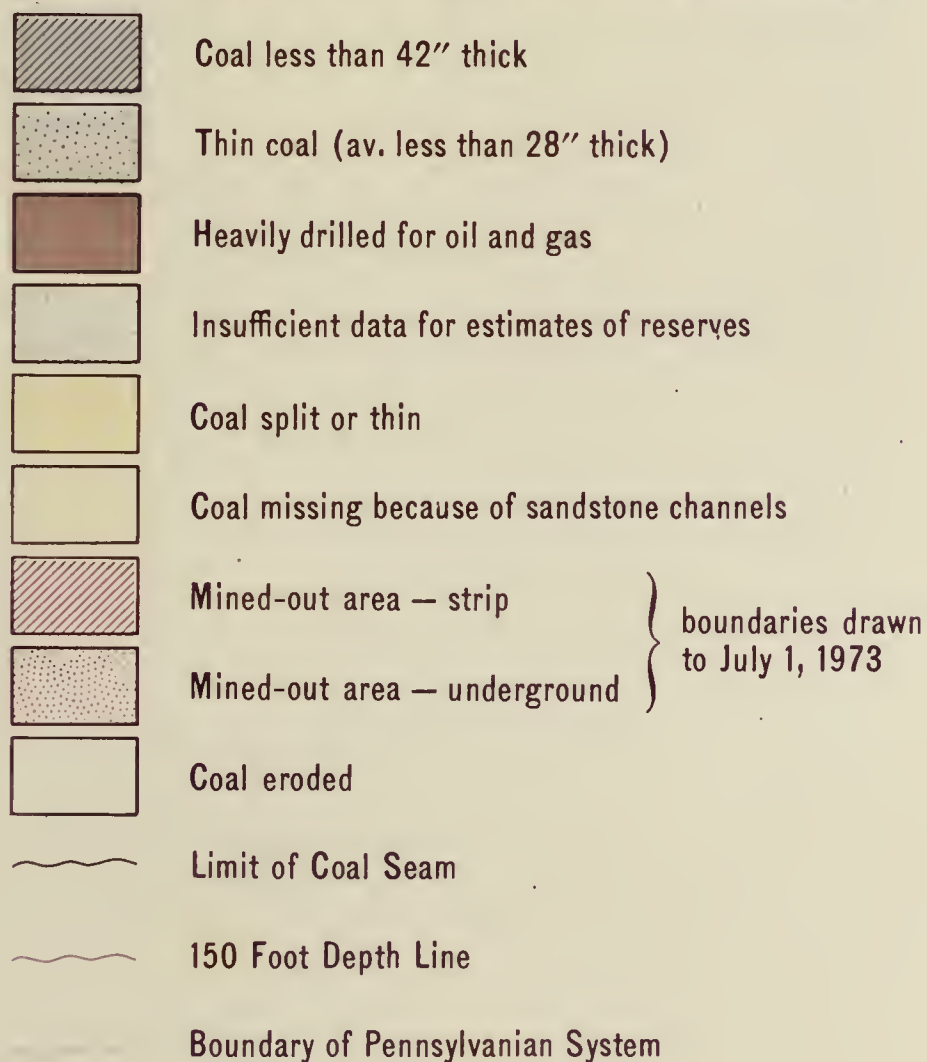 Coal less than 42″ thick
Thin coal (av. less than 28″ thick)
Heavily drilled for oil and gas
Insufficient data for estimates of reserves
Coal split or thin
Coal missing because of sandstone channels
Mined-out area — strip
Mined-out area — underground
boundaries drawn
to July 1, 1973
Coal eroded
Limit of Coal Seam
150 Foot Depth Line
Boundary of Pennsylvanian System